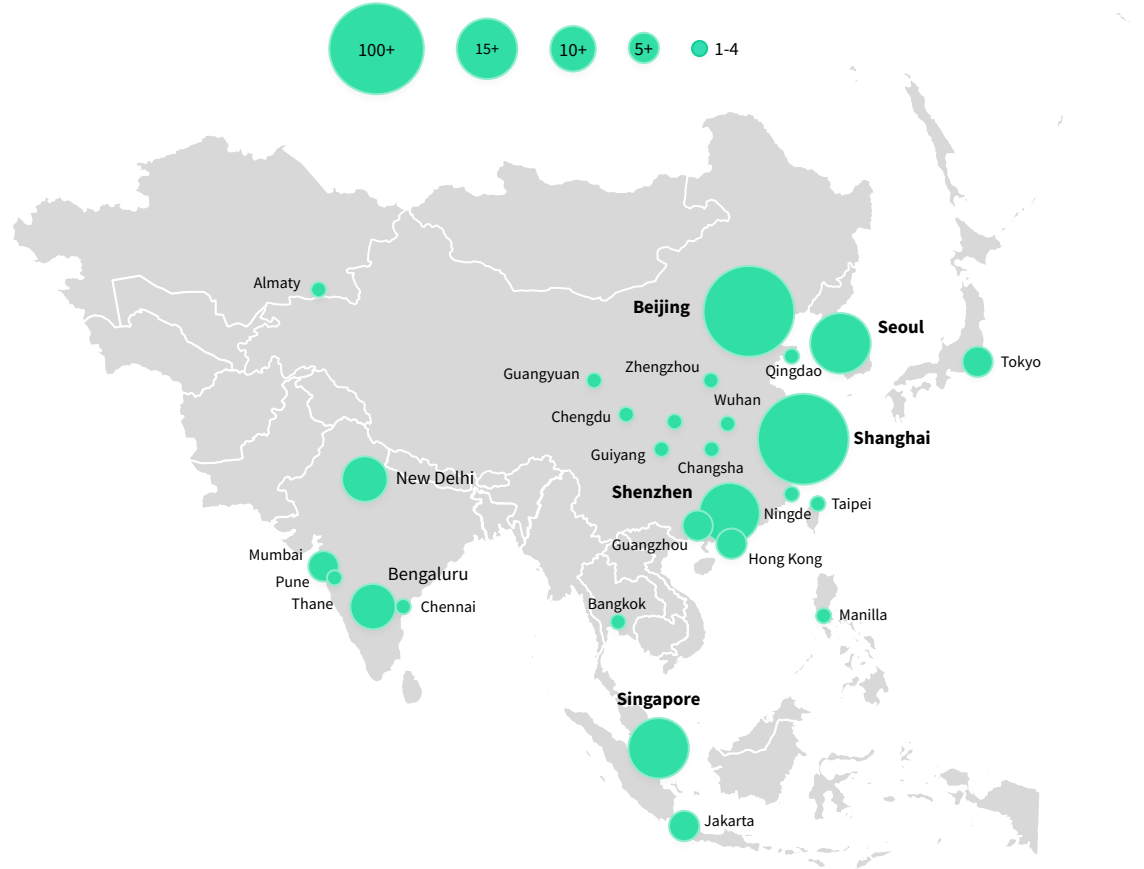 100+
15+
10+
5+
1-4
Almaty
Beijing
Seoul
Tokyo
Qingdao
Zhengzhou
Guangyuan
Wuhan
Chengdu
Shanghai
Guiyang
Changsha
New Delhi
Shenzhen
Ningde
Taipei
Guangzhou
Hong Kong
Mumbai
Pune
Bengaluru
Thane
Chennai
Bangkok
Manilla
Singapore
Jakarta